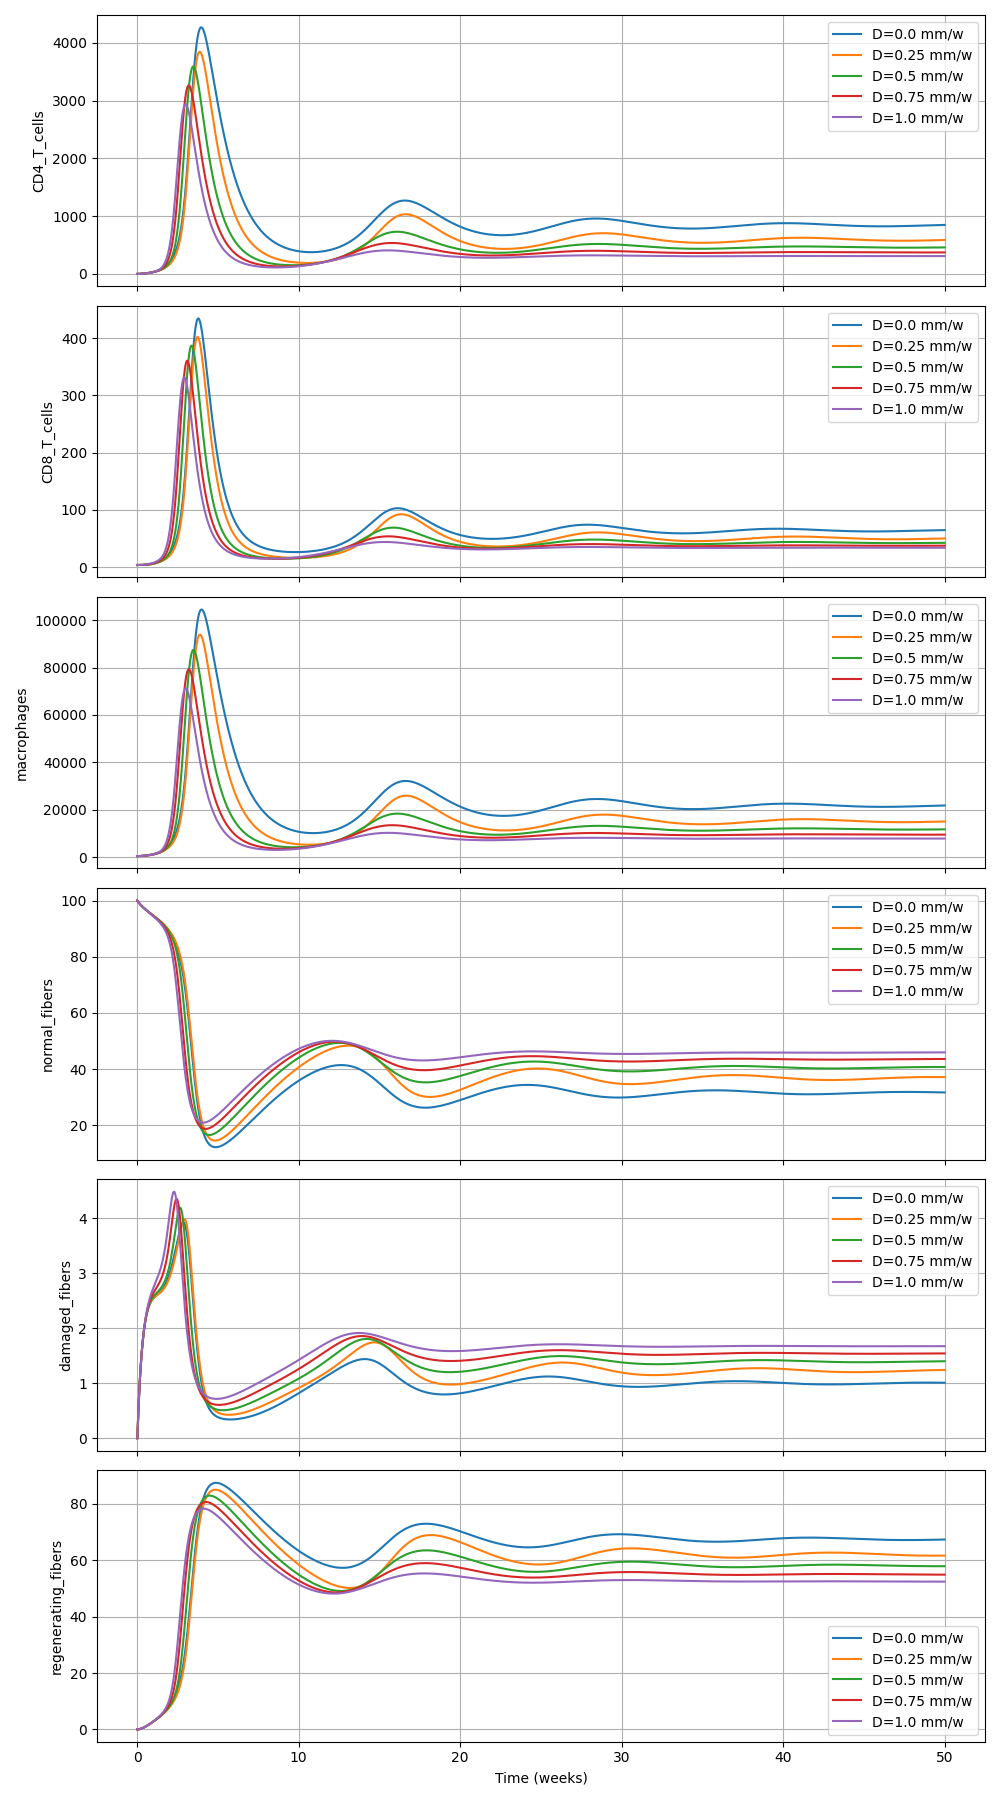 CD4_T_cells
4000
3000
2000
1000
0
D=0.0 mm/w
D=0.25 mm/w
D=0.5 mm/w
D=0.75 mm/w
D=1.0 mm/w
CD8_T_cells
400
300
200
100
0
D=0.0 mm/w
D=0.25 mm/w
D=0.5 mm/w
D=0.75 mm/w
D=1.0 mm/w
macrophages
100000
80000
60000
40000
20000
0
D=0.0 mm/w
D=0.25 mm/w
D=0.5 mm/w
D=0.75 mm/w
D=1.0 mm/w
normal_fibers
100
80
60
40
20
D=0.0 mm/w
D=0.25 mm/w
D=0.5 mm/w
D=0.75 mm/w
D=1.0 mm/w
damaged_fibers
4
3
2
1
0
D=0.0 mm/w
D=0.25 mm/w
D=0.5 mm/w
D=0.75 mm/w
D=1.0 mm/w
regenerating_fibers
80
60
40
20
0
D=0.0 mm/w
D=0.25 mm/w
D=0.5 mm/w
D=0.75 mm/w
D=1.0 mm/w
0 10 20 30 40 50
Time (weeks)